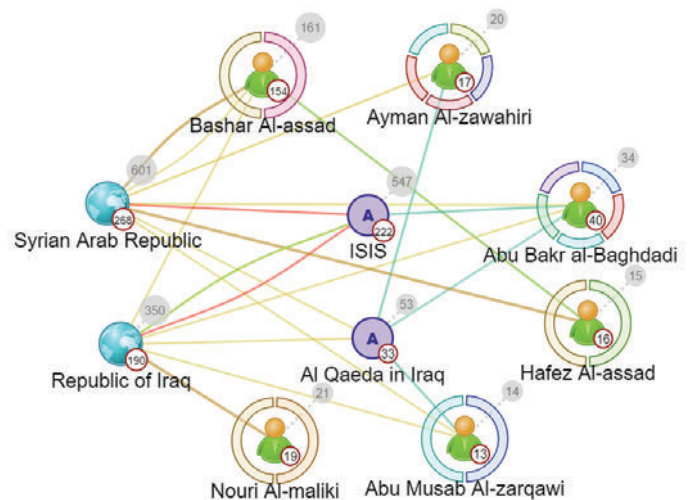 161
20
154
17
Bashar Al-assad
Ayman Al-zawahiri
601
547
34
268
A
222
40
Syrian Arab Republic
ISIS
Abu Bakr al-Baghdadi
350
53
15
190
A
33
16
Republic of Iraq
Al Qaeda in Iraq
Hafez Al-assad
21
14
19
13
Nouri Al-maliki
Abu Musab Al-zarqawi